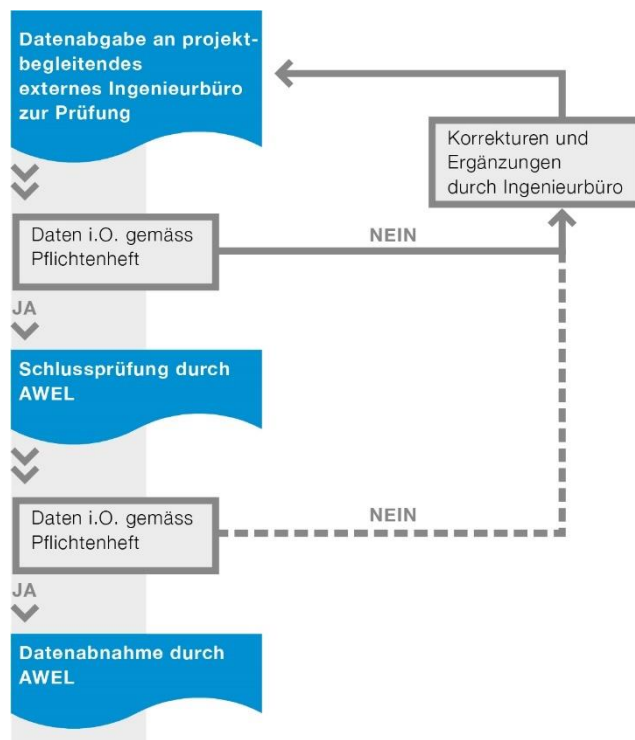 Datenabgabe an projekt-
begleitendes
externes Ingenieurbüro
zur Prüfung
Korrekturen und
Ergänzungen
durch Ingenieurbüro
Daten i.O. gemäss
Pflichtenheft
NEIN
JA
Schlussprüfung durch
AWEL
Daten i.O. gemäss
Pflichtenheft
NEIN
JA
Datenabnahme durch
AWEL